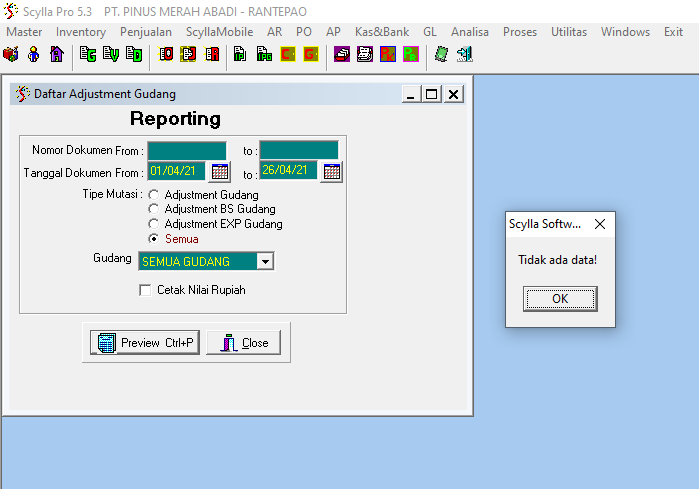 Scylla Pro 5.3 PT. PINUS MERAH ABADI - RANTEPAO
Master Inventory Penjualan ScyllaMobile AR PO AP Kas&Bank GL Analisa Proses Utilitas Windows Exit
Daftar Adjustment Gudang
Reporting
Nomor Dokumen From : to :
Tanggal Dokumen From : 01/04/21 to : 26/04/21
Tipe Mutasi : Adjustment Gudang
Adjustment BS Gudang
Adjustment EXP Gudang
Semua
Gudang SEMUA GUDANG
Cetak Nilai Rupiah
Preview Ctrl+P Close
Scylla Softw...
Tidak ada data!
OK